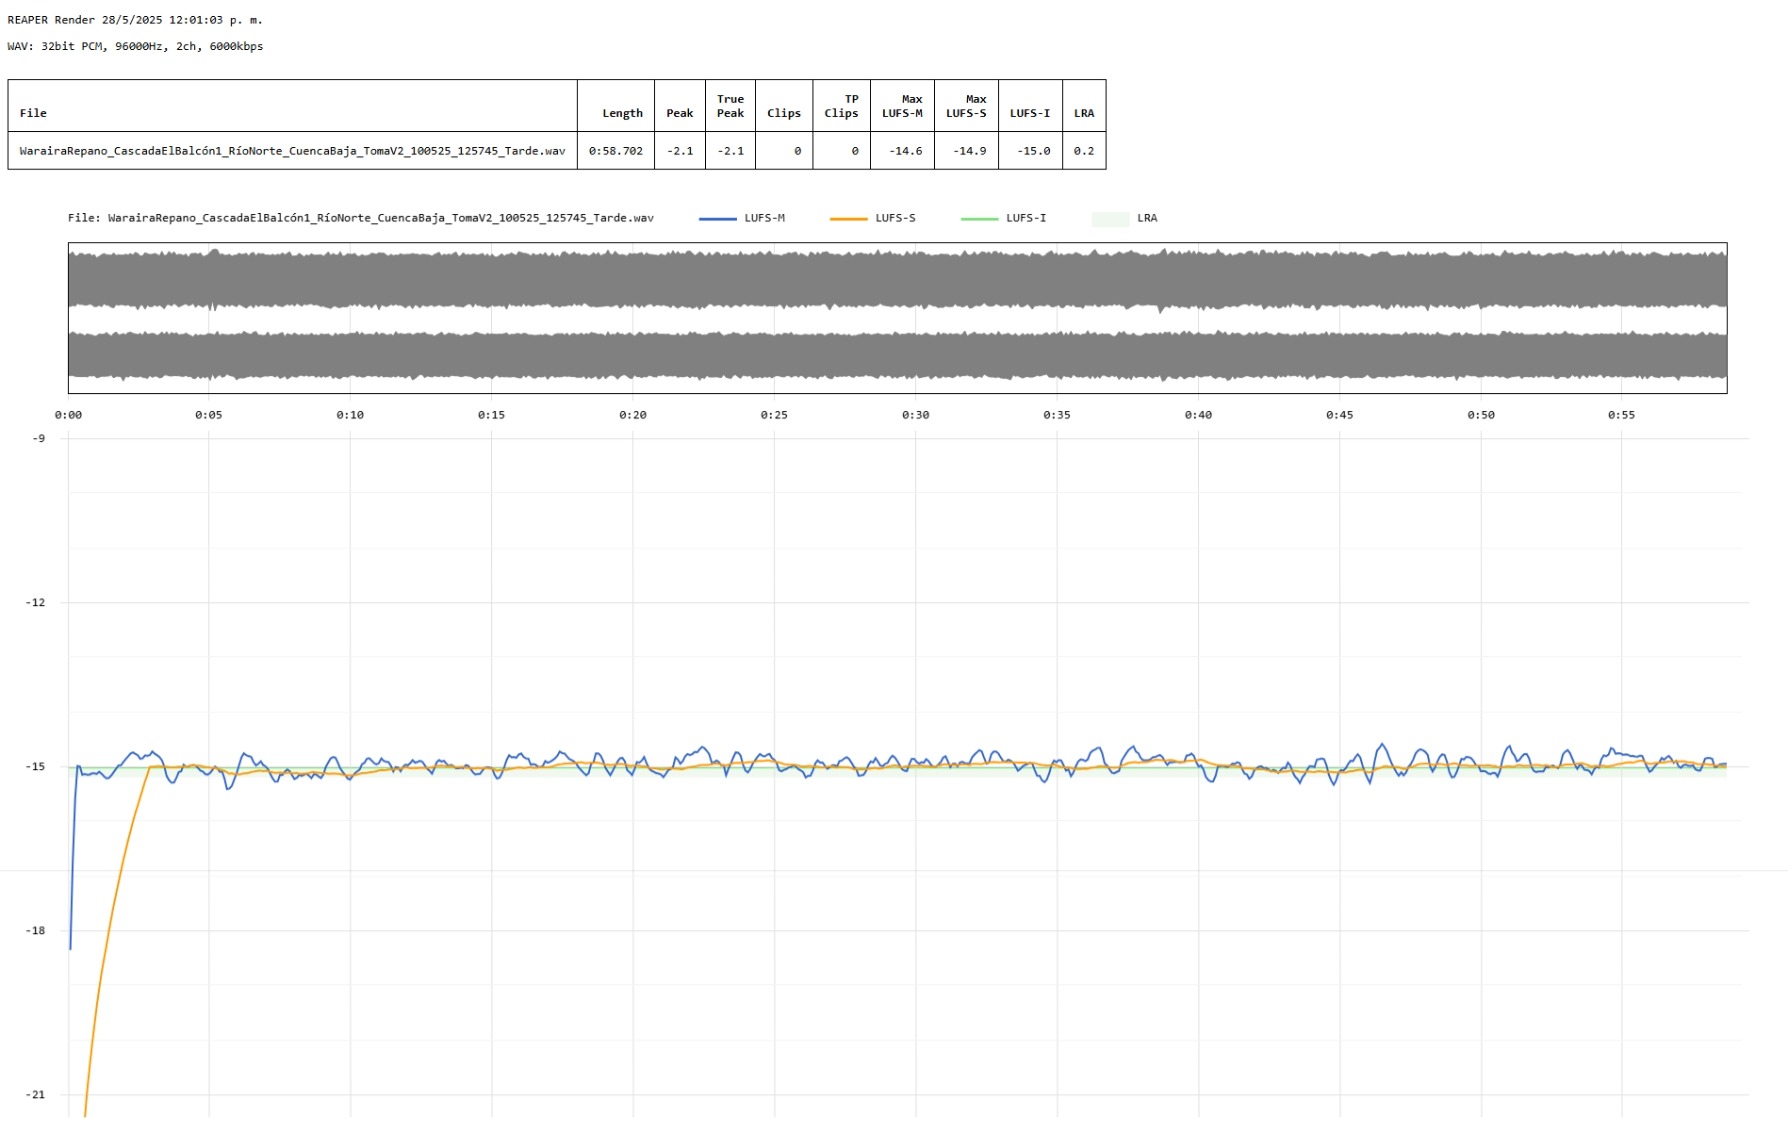 REAPER Render 28/5/2025 12:01:03 p. m.
WAV: 32bit PCM, 96000Hz, 2ch, 6000kbps
File Length Peak True Peak Clips TP Clips Max LUFS-M Max LUFS-S LUFS-I LRA
WarairaRepano_CascadaElBalcón1_RíoNorte_CuencaBaja_TomaV2_100525_125745_Tarde.wav 0:58.702 -2.1 -2.1 0 0 -14.6 -14.9 -15.0 0.2
File: WarairaRepano_CascadaElBalcón1_RíoNorte_CuencaBaja_TomaV2_100525_125745_Tarde.wav LUFS-M LUFS-S LUFS-I LRA
0:00 0:05 0:10 0:15 0:20 0:25 0:30 0:35 0:40 0:45 0:50 0:55
-9
-12
-15
-18
-21